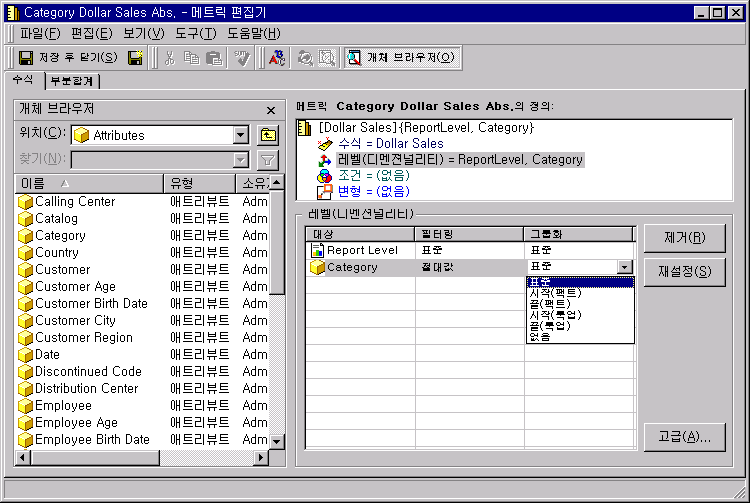 Category Dollar Sales Abs. - 메트릭 편집기
파일(F) 편집(E) 보기(V) 도구(T) 도움말(H)
저장 후 닫기(S) 개체 브라우저(O)
수식 부분합계
개체 브라우저
위치(C): Attributes
찾기(N):
이름 유형 소유
Calling Center 애트리뷰트 Adm
Catalog 애트리뷰트 Adm
Category 애트리뷰트 Adm
Country 애트리뷰트 Adm
Customer 애트리뷰트 Adm
Customer Age 애트리뷰트 Adm
Customer Birth Date 애트리뷰트 Adm
Customer City 애트리뷰트 Adm
Customer Region 애트리뷰트 Adm
Date 애트리뷰트 Adm
Discontinued Code 애트리뷰트 Adm
Distribution Center 애트리뷰트 Adm
Employee 애트리뷰트 Adm
Employee Age 애트리뷰트 Adm
Employee Birth Date 애트리뷰트 Adm
메트릭 Category Dollar Sales Abs.의 정의:
[Dollar Sales]{ReportLevel, Category}
수식 = Dollar Sales
레벨(디멘젼널리티) = ReportLevel, Category
조건 = (없음)
변형 = (없음)
레벨(디멘젼널리티)
대상 필터링 그룹화
Report Level 표준 표준
Category 절대값 표준
표준
시작(팩트)
끝(팩트)
시작(룩업)
끝(룩업)
없음
제거(R)
재설정(S)
고급(A)...